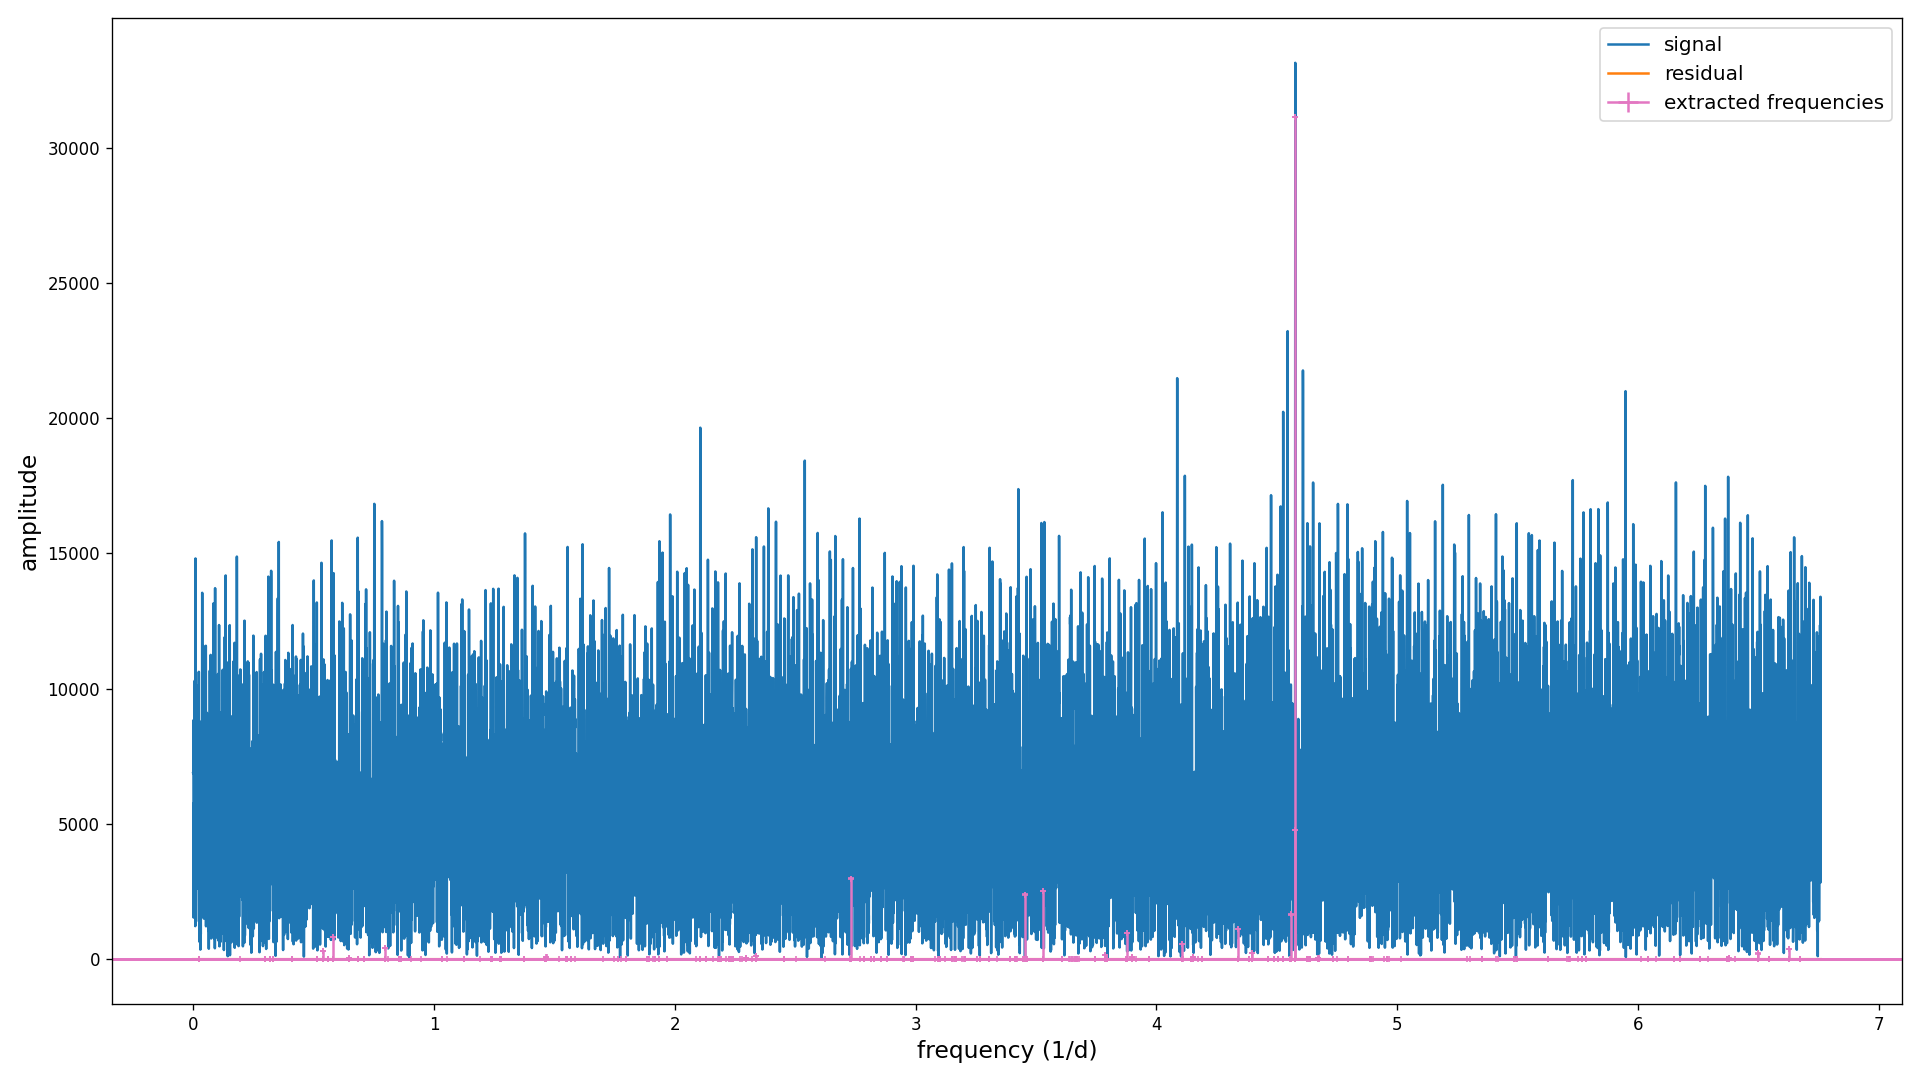 signal
residual
extracted frequencies
amplitude
30000
25000
20000
15000
10000
5000
0
0 1 2 3 4 5 6 7
frequency (1/d)